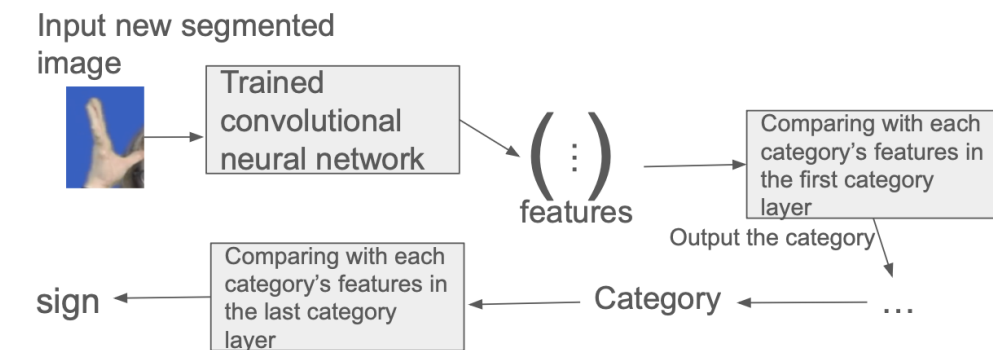 Input new segmented
image
Trained
convolutional
neural network
( ⋮ )
features
Comparing with each
category's features in
the first category
layer
Output the category
...
Category
Comparing with each
category's features in
the last category
layer
sign